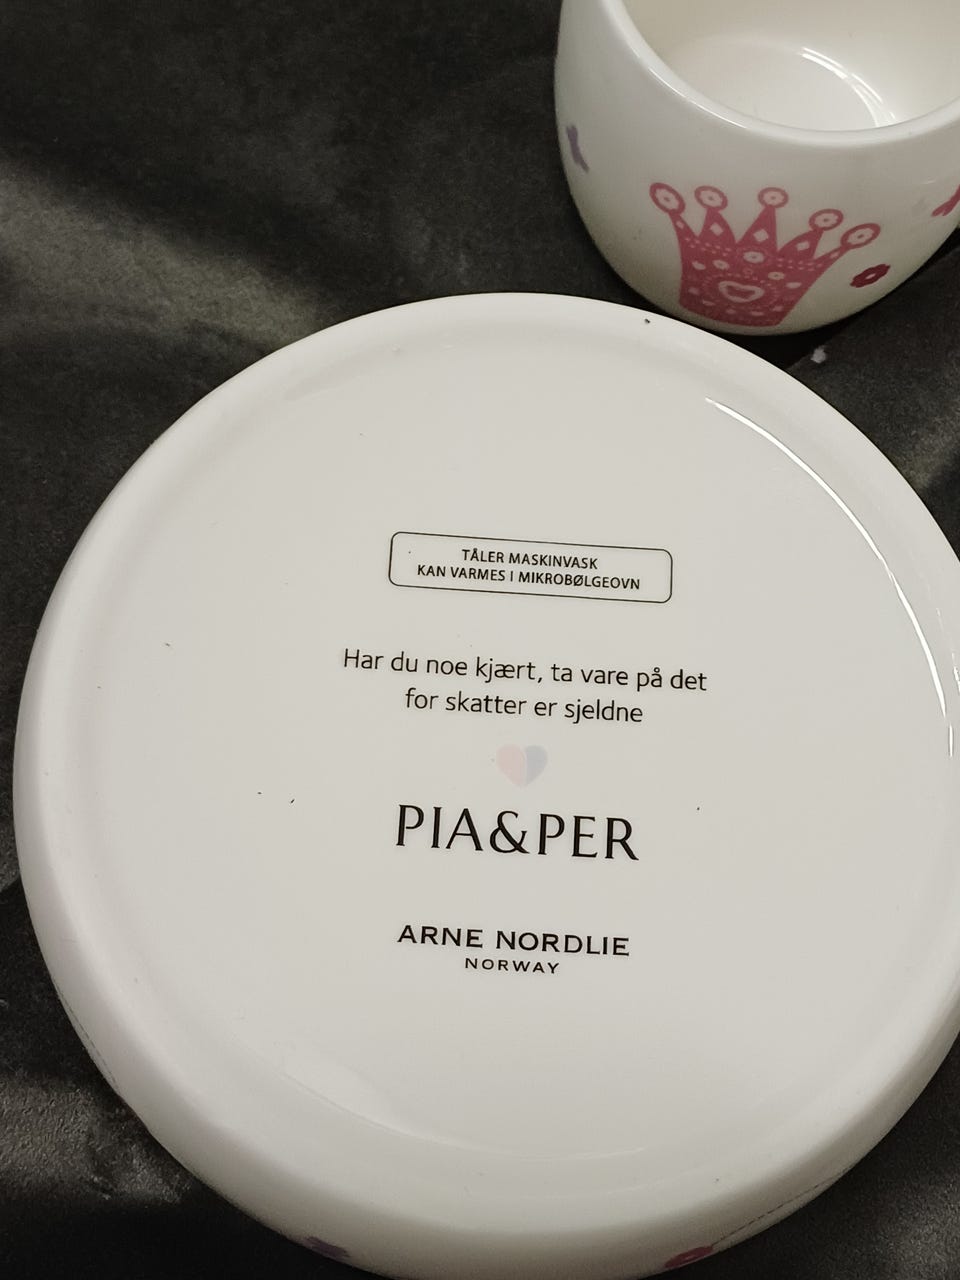 TÅLER MASKINVASK
KAN VARMES I MIKROBØLGEOVN
Har du noe kjært, ta vare på det
for skatter er sjeldne
PIA&PER
ARNE NORDLIE
NORWAY